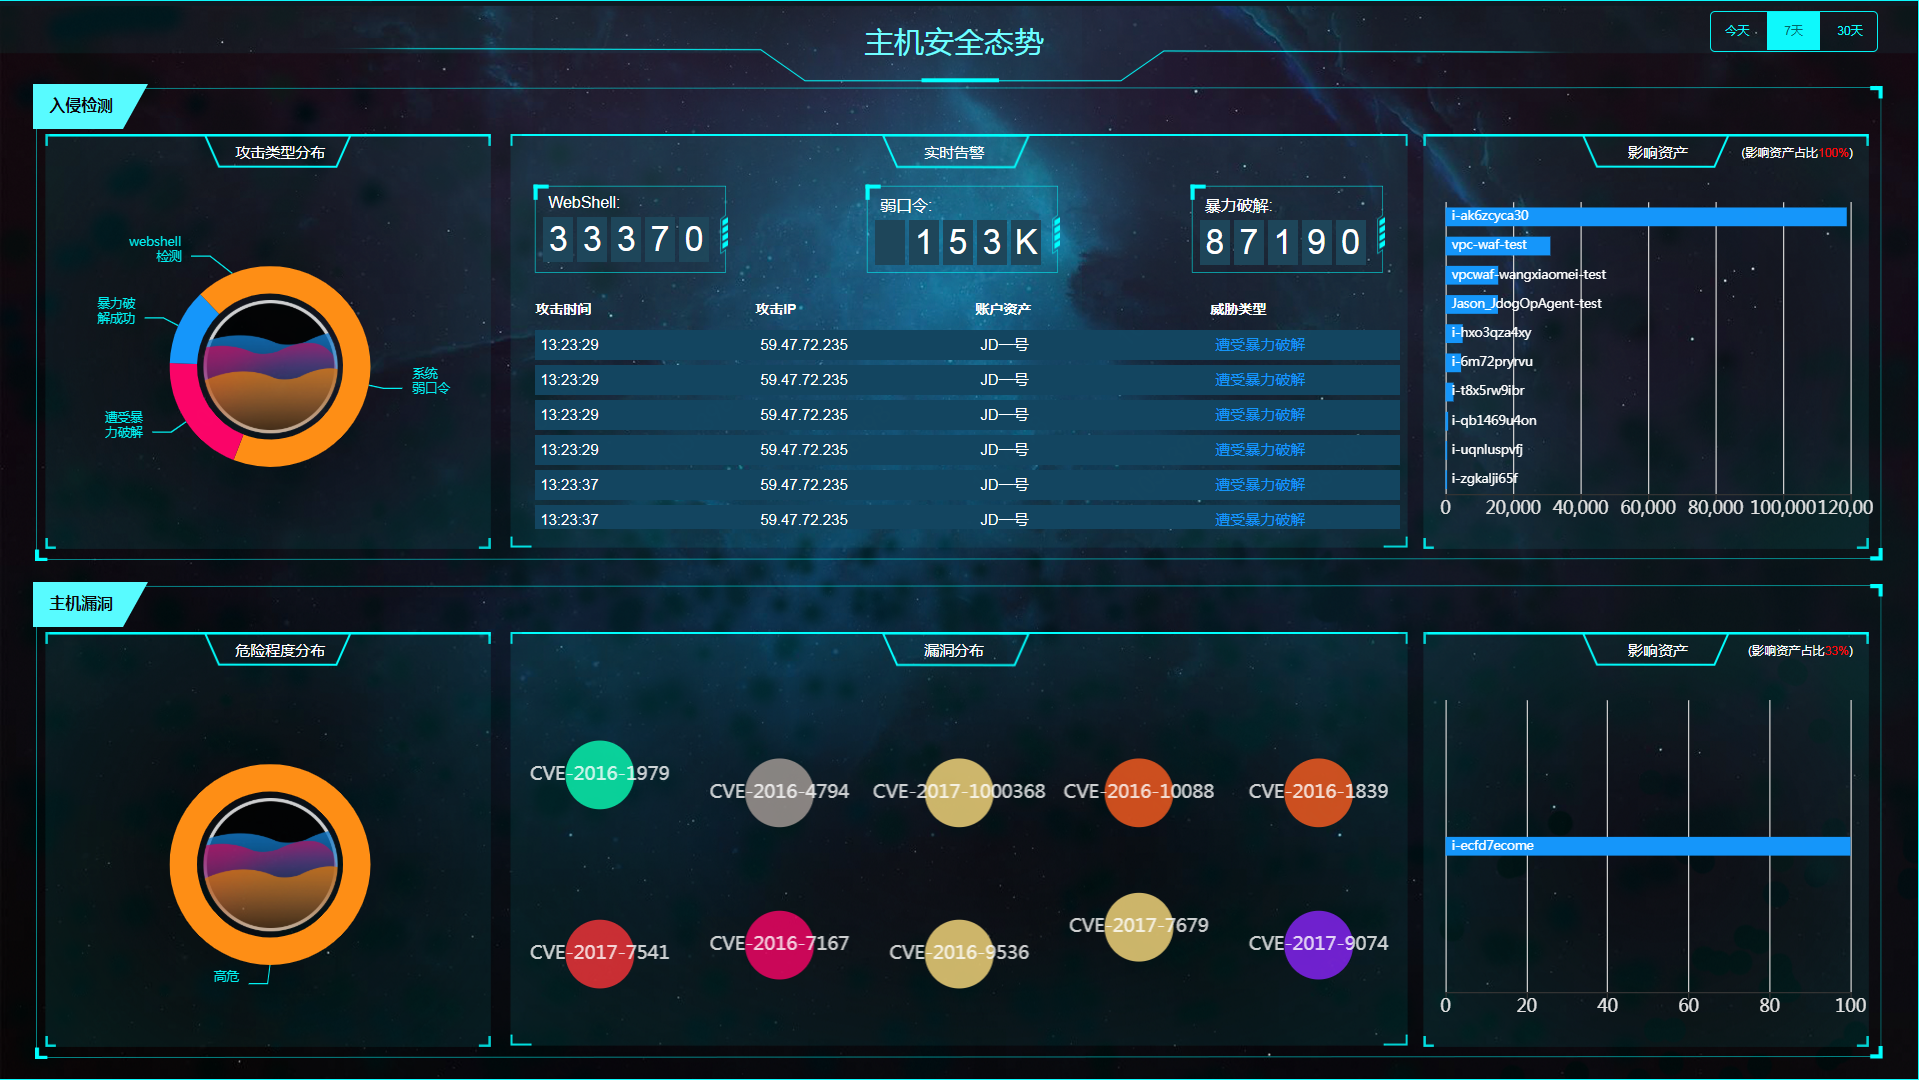 主机安全态势
今天
7天
30天
入侵检测
攻击类型分布
webshell
检测
暴力破
解成功
遭受暴
力破解
系统
弱口令
实时告警
WebShell:
33370
弱口令:
153K
暴力破解:
87190
攻击时间 攻击IP 账户资产 威胁类型
13:23:29 59.47.72.235 JD一号 遭受暴力破解
13:23:29 59.47.72.235 JD一号 遭受暴力破解
13:23:29 59.47.72.235 JD一号 遭受暴力破解
13:23:29 59.47.72.235 JD一号 遭受暴力破解
13:23:37 59.47.72.235 JD一号 遭受暴力破解
13:23:37 59.47.72.235 JD一号 遭受暴力破解
影响资产
(影响资产占比100%)
i-ak6zcyca30
vpc-waf-test
vpcwaf-wangxiaomei-test
Jason_JdogOpAgent-test
i-hxo3qza4xy
i-6m72pryrvu
i-t8x5rw9ibr
i-qb1469u4on
i-uqnluspvfj
i-zgkalji65f
0 20,000 40,000 60,000 80,000 100,000 120,00
主机漏洞
危险程度分布
高危
漏洞分布
CVE-2016-1979
CVE-2016-4794
CVE-2017-1000368
CVE-2016-10088
CVE-2016-1839
CVE-2017-7541
CVE-2016-7167
CVE-2016-9536
CVE-2017-7679
CVE-2017-9074
影响资产
(影响资产占比33%)
i-ecfd7ecome
0 20 40 60 80 100